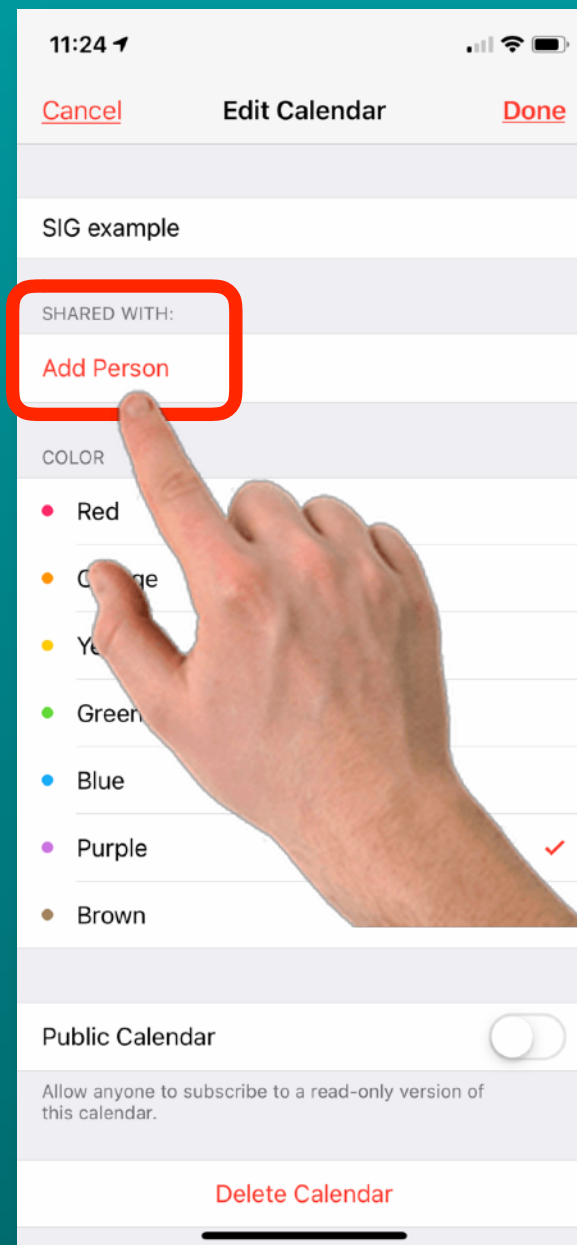 11:24
Cancel Edit Calendar Done
SIG example
SHARED WITH:
Add Person
COLOR
Red
Green
Blue
Purple
Brown
Public Calendar
Allow anyone to subscribe to a read-only version of
this calendar.
Delete Calendar